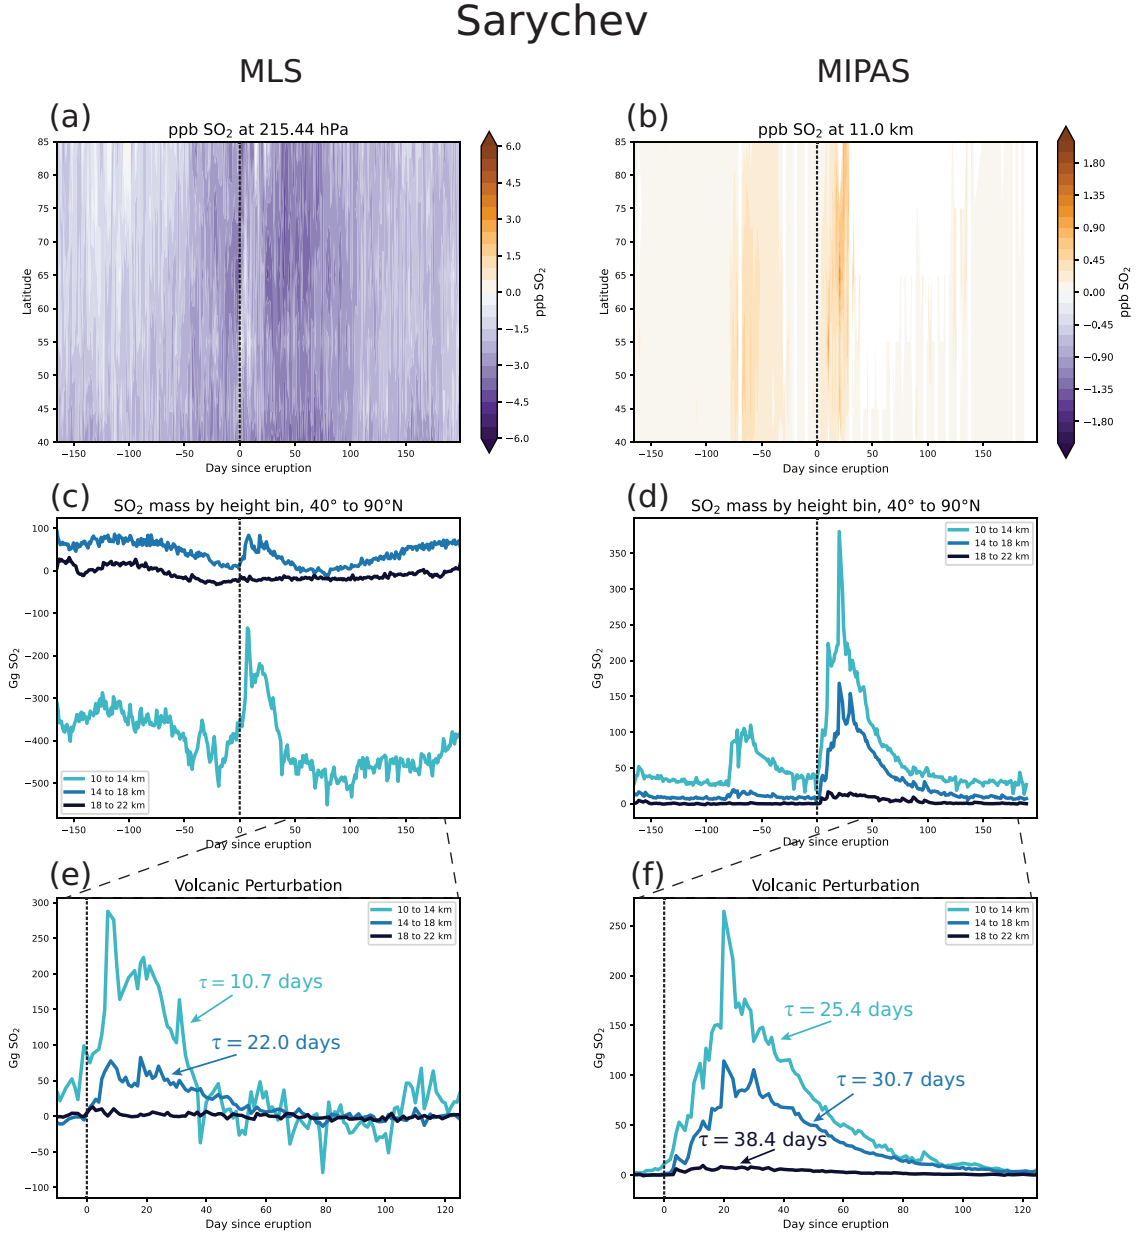 Sarychev
MLS
MIPAS
(a)
ppb SO₂ at 215.44 hPa
85
80
75
70
65
60
55
50
45
40
Latitude
−150
−100
−50
0
50
100
150
Day since eruption
6.0
4.5
3.0
1.5
0.0
−1.5
−3.0
−4.5
−6.0
ppb SO₂
(b)
ppb SO₂ at 11.0 km
85
80
75
70
65
60
55
50
45
40
Latitude
−150
−100
−50
0
50
100
150
Day since eruption
1.80
1.35
0.90
0.45
0.00
−0.45
−0.90
−1.35
−1.80
ppb SO₂
(c)
SO₂ mass by height bin, 40° to 90°N
100
0
−100
−200
−300
−400
−500
Gg SO₂
10 to 14 km
14 to 18 km
18 to 22 km
−150
−100
−50
0
50
100
150
Day since eruption
(d)
SO₂ mass by height bin, 40° to 90°N
350
300
250
200
150
100
50
0
Gg SO₂
10 to 14 km
14 to 18 km
18 to 22 km
−150
−100
−50
0
50
100
150
Day since eruption
(e)
Volcanic Perturbation
300
250
200
150
100
50
0
−50
−100
Gg SO₂
10 to 14 km
14 to 18 km
18 to 22 km
τ = 10.7 days
τ = 22.0 days
0
20
40
60
80
100
120
Day since eruption
(f)
Volcanic Perturbation
250
200
150
100
50
0
Gg SO₂
10 to 14 km
14 to 18 km
18 to 22 km
τ = 25.4 days
τ = 30.7 days
τ = 38.4 days
0
20
40
60
80
100
120
Day since eruption